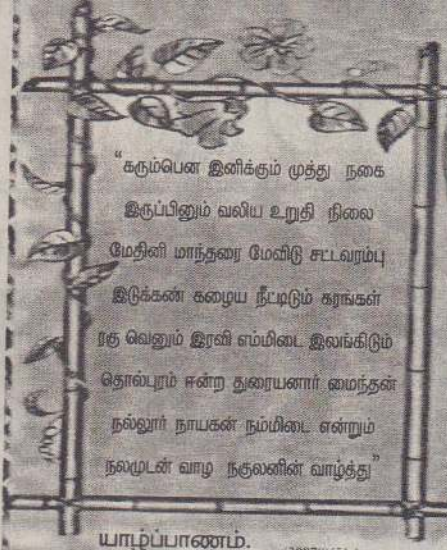 “கரும்பென இனிக்கும் முத்து நகை
இருப்பினும் வலிய உறுதி நிலை
மேதினி மாந்தரை மேவிடு சட்டவரம்பு
இடுக்கண் களைய நீட்டிடும் கரங்கள்
ரகு வெனும் இரவி எம்மிடை இலங்கிடும்
தொல்புரம் ஈன்ற துரையனார் மைந்தன்
நல்லூர் நாயகன் நம்மிடை என்றும்
நலமுடன் வாழ நகுலனின் வாழ்த்து”
யாழ்ப்பாணம்.